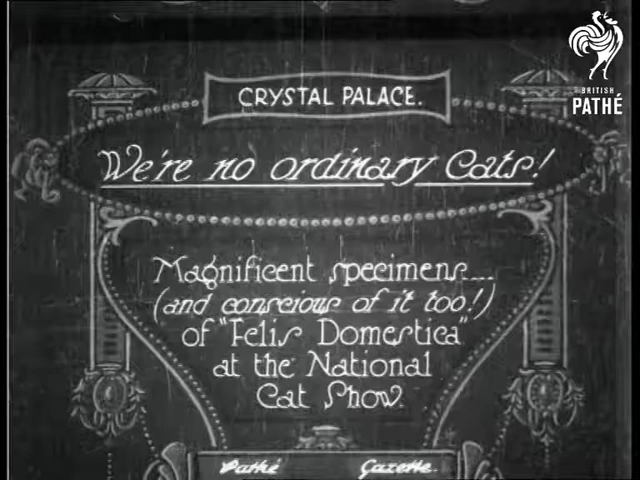 BRITISH
PATHÉ
CRYSTAL PALACE.
We're no ordinary Cats!
Magnificent specimens....
(and conscious of it too!)
of "Felis Domestica"
at the National
Cat Show.
Pathé Gazette.